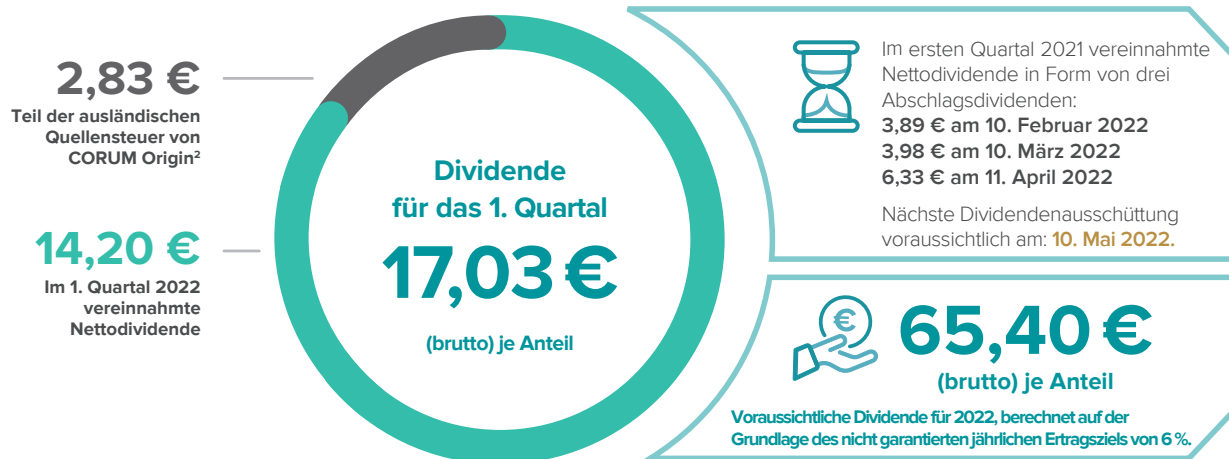 2,83 €
Teil der ausländischen
Quellensteuer von
CORUM Origin²
14,20 €
Im 1. Quartal 2022
vereinnahmte
Nettodividende
Dividende
für das 1. Quartal
17,03 €
(brutto) je Anteil
Im ersten Quartal 2021 vereinnahmte
Nettodividende in Form von drei
Abschlagsdividenden:
3,89 € am 10. Februar 2022
3,98 € am 10. März 2022
6,33 € am 11. April 2022
Nächste Dividendenausschüttung
voraussichtlich am: 10. Mai 2022.
€
65,40 €
(brutto) je Anteil
Voraussichtliche Dividende für 2022, berechnet auf der
Grundlage des nicht garantierten jährlichen Ertragsziels von 6 %.